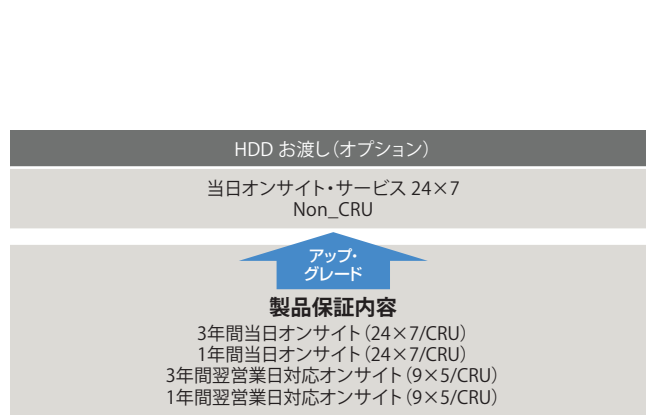 HDD お渡し（オプション）
当日オンサイト・サービス 24×7
Non_CRU
アップ・
グレード
製品保証内容
3年間当日オンサイト（24×7/CRU）
1年間当日オンサイト（24×7/CRU）
3年間翌営業日対応オンサイト（9×5/CRU）
1年間翌営業日対応オンサイト（9×5/CRU）